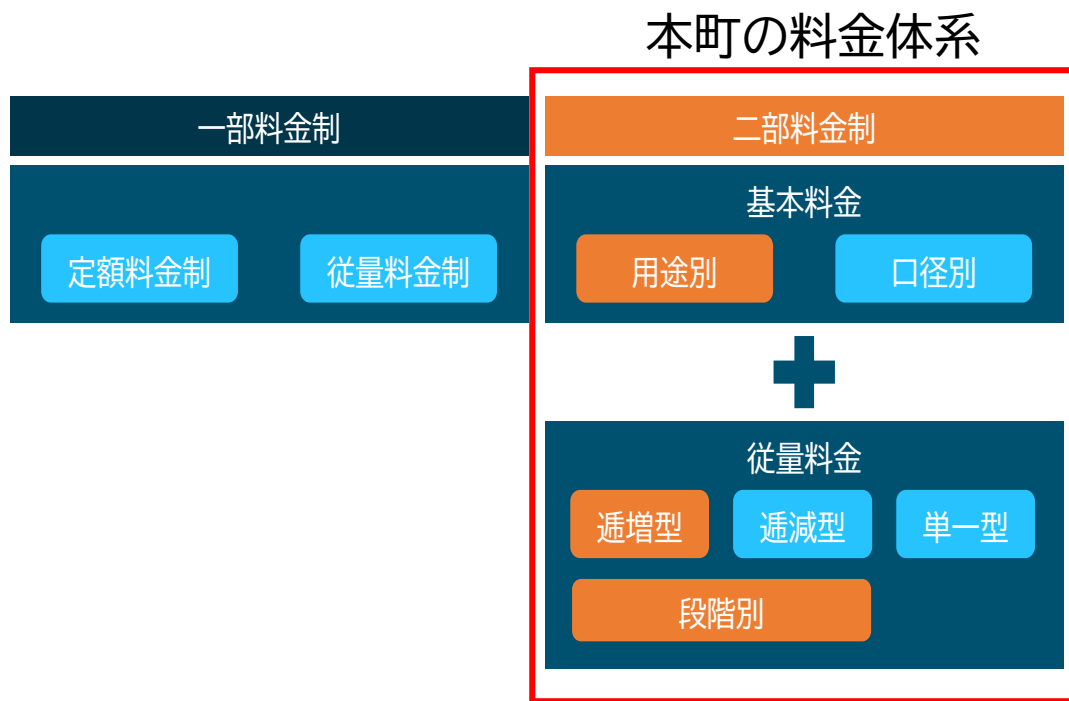 本町の料金体系
一部料金制
定額料金制
従量料金制
二部料金制
基本料金
用途別
口径別
従量料金
逓増型
逓減型
単一型
段階別